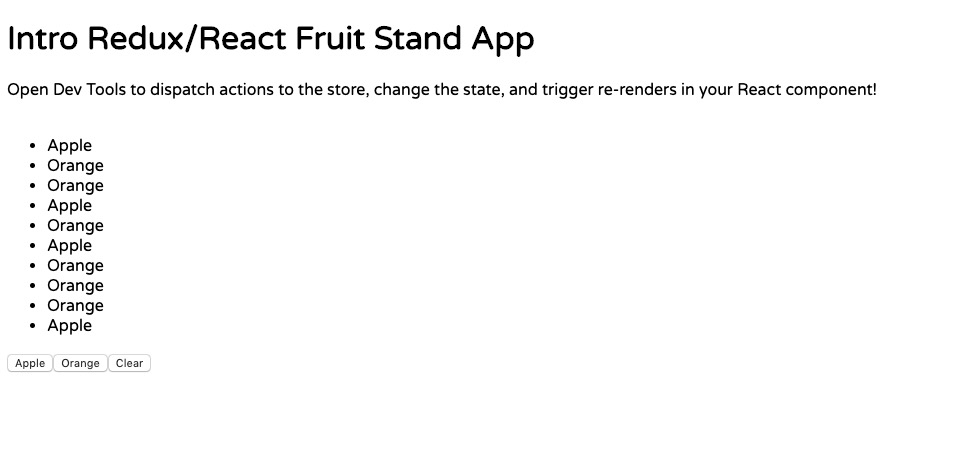 Intro Redux/React Fruit Stand App
Open Dev Tools to dispatch actions to the store, change the state, and trigger re-renders in your React component!
• Apple
• Orange
• Orange
• Apple
• Orange
• Apple
• Orange
• Orange
• Orange
• Apple
Apple Orange Clear